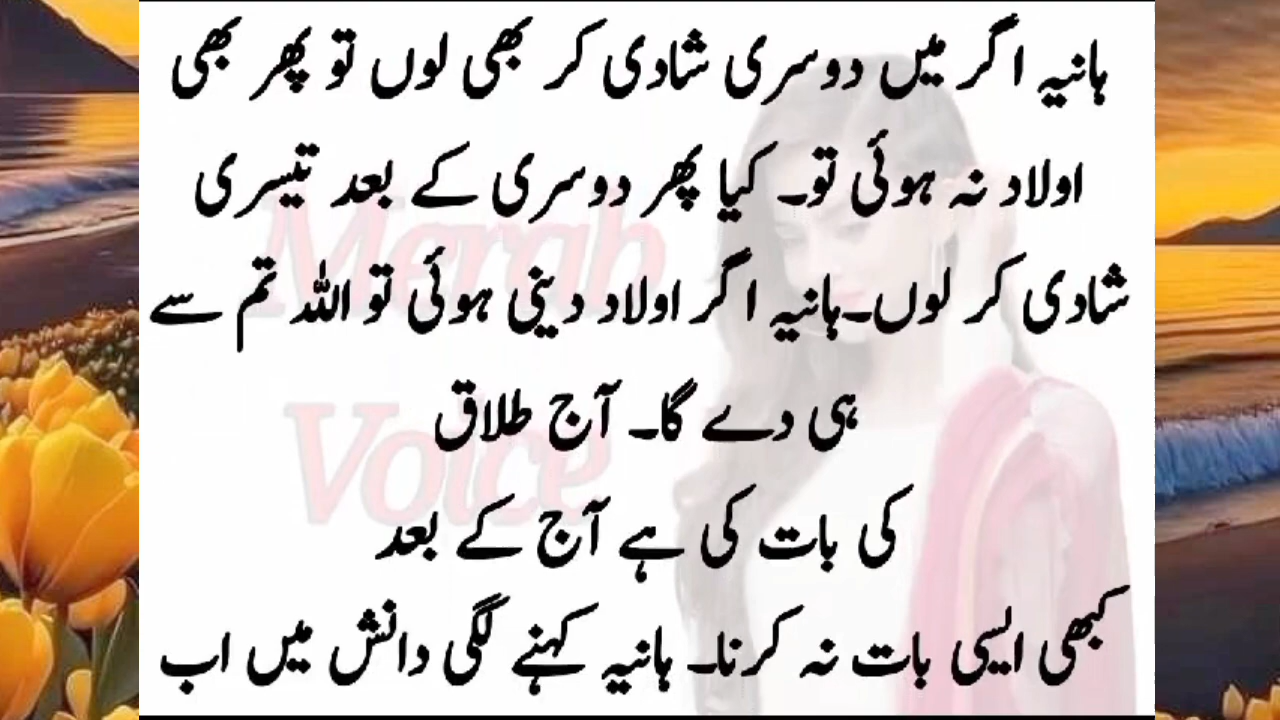 ہانیہ اگر میں دوسری شادی کر بھی لوں تو پھر بھی
اولاد نہ ہوئی تو۔ کیا پھر دوسری کے بعد تیسری
شادی کر لوں۔ہانیہ اگر اولاد دینی ہوئی تو اللہ تم سے
ہی دے گا۔ آج طلاق
کی بات کی ہے آج کے بعد
کبھی ایسی بات نہ کرنا۔ ہانیہ کہنے لگی دانش میں اب
Merab
Voice